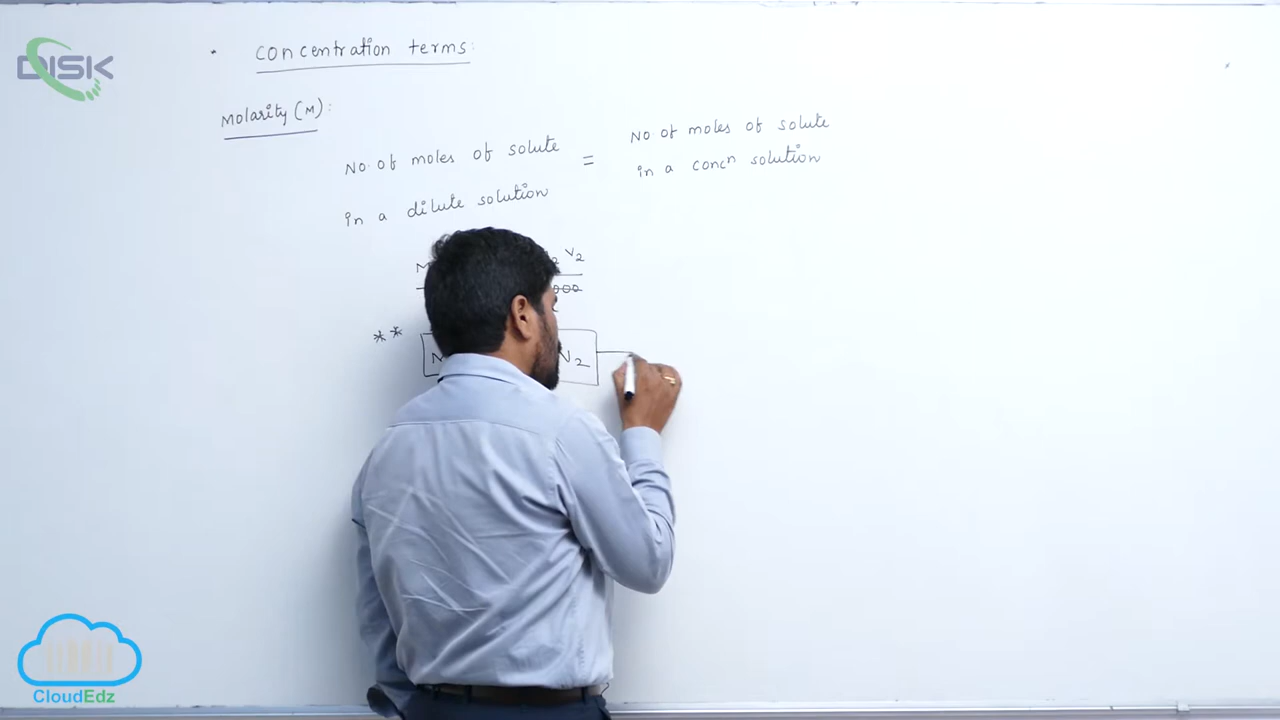 DISK
• Concentration terms:
Molarity (M):
No. of moles of solute = No of moles of solute
in a dilute solution in a concn solution
V2
** 2
CloudEdz